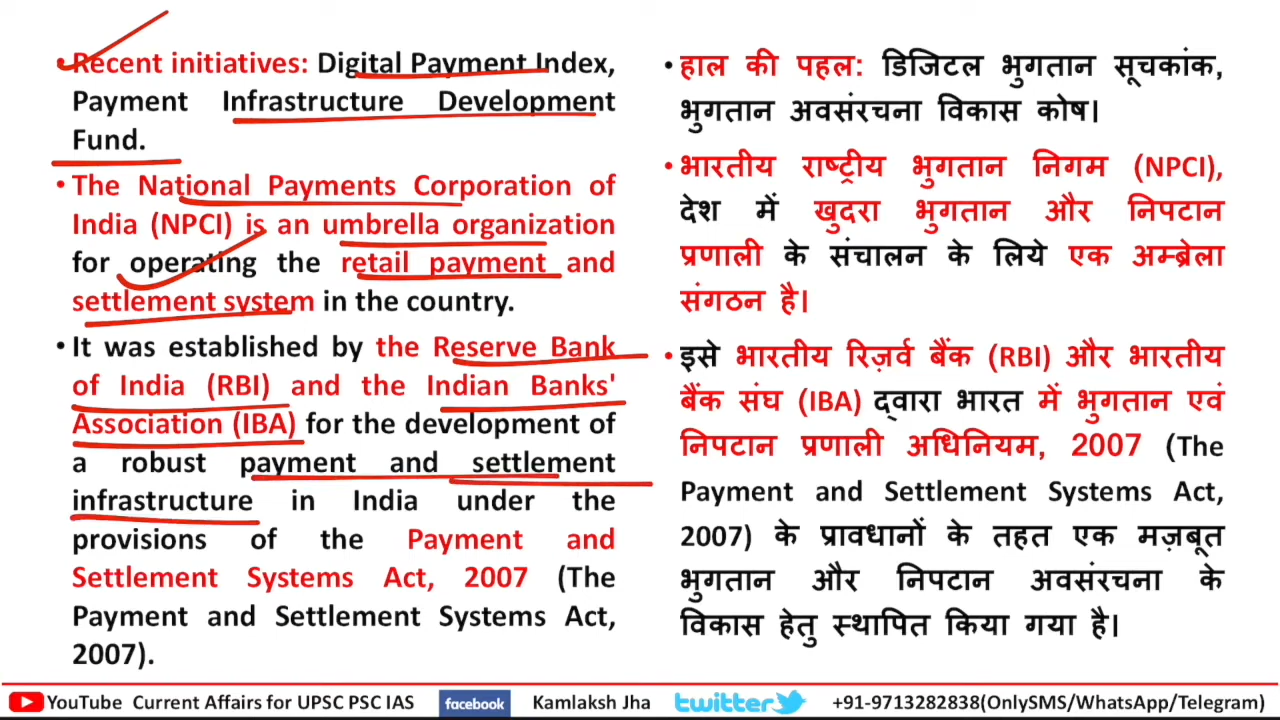 • Recent initiatives: Digital Payment Index,
Payment Infrastructure Development
Fund.
• The National Payments Corporation of
India (NPCI) is an umbrella organization
for operating the retail payment and
settlement system in the country.
• It was established by the Reserve Bank
of India (RBI) and the Indian Banks'
Association (IBA) for the development of
a robust payment and settlement
infrastructure in India under the
provisions of the Payment and
Settlement Systems Act, 2007 (The
Payment and Settlement Systems Act,
2007).
• हाल की पहल: डिजिटल भुगतान सूचकांक,
भुगतान अवसंरचना विकास कोष।
• भारतीय राष्ट्रीय भुगतान निगम (NPCI),
देश में खुदरा भुगतान और निपटान
प्रणाली के संचालन के लिये एक अम्ब्रेला
संगठन है।
• इसे भारतीय रिज़र्व बैंक (RBI) और भारतीय
बैंक संघ (IBA) द्वारा भारत में भुगतान एवं
निपटान प्रणाली अधिनियम, 2007 (The
Payment and Settlement Systems Act,
2007) के प्रावधानों के तहत एक मज़बूत
भुगतान और निपटान अवसंरचना के
विकास हेतु स्थापित किया गया है।
YouTube Current Affairs for UPSC PSC IAS facebook Kamlaksh Jha twitter +91-9713282838(OnlySMS/WhatsApp/Telegram)